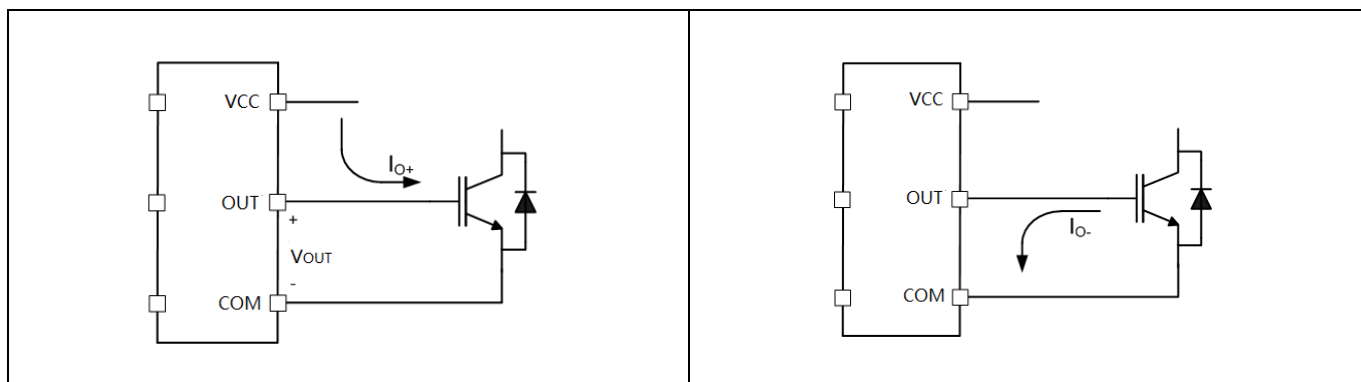 VCC
IO+
OUT
+
VOUT
-
COM
VCC
OUT
IO-
COM